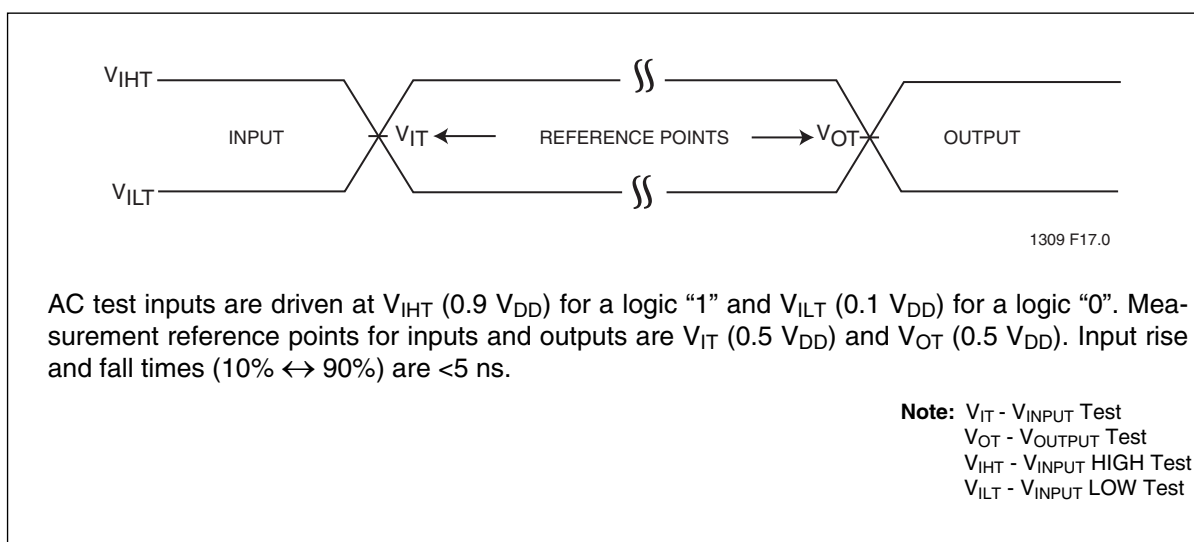 VIHT
INPUT VIT REFERENCE POINTS VOT OUTPUT
VILT
1309 F17.0
AC test inputs are driven at VIHT (0.9 VDD) for a logic “1” and VILT (0.1 VDD) for a logic “0”. Mea-
surement reference points for inputs and outputs are VIT (0.5 VDD) and VOT (0.5 VDD). Input rise
and fall times (10% ↔ 90%) are <5 ns.
Note: VIT - VINPUT Test
VOT - VOUTPUT Test
VIHT - VINPUT HIGH Test
VILT - VINPUT LOW Test